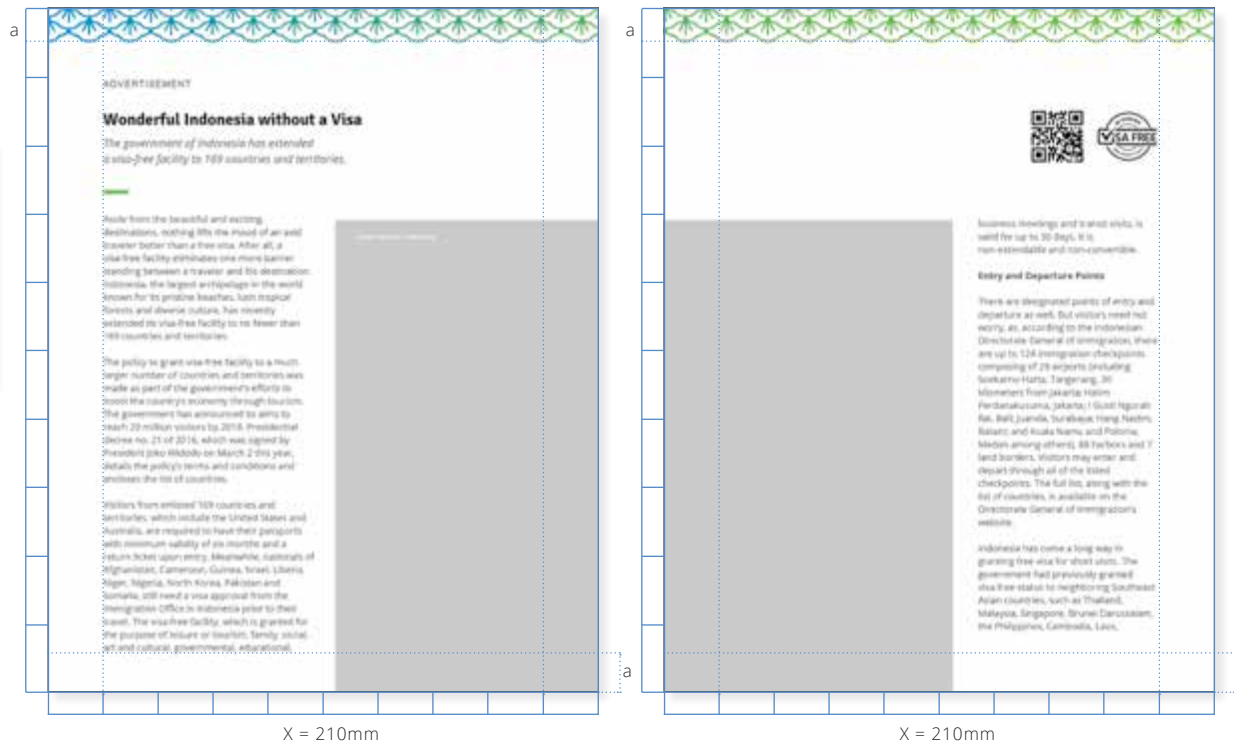 a
ADVERTISEMENT
Wonderful Indonesia without a Visa
The government of Indonesia has extended
a visa-free facility to 169 countries and territories.
Aside from the beautiful and exciting
destinations, nothing lifts the mood of an avid
traveler better than a free visa. After all, a
visa-free facility eliminates one more barrier
standing between a traveler and his destination.
Indonesia, the largest archipelago in the world
known for its pristine beaches, lush tropical
forests and diverse culture, has recently
extended its visa-free facility to no fewer than
169 countries and territories.
The policy to grant visa-free facility to a much
larger number of countries and territories was
made as part of the government's efforts to
boost the country's economy through tourism.
The government has announced to aims to
reach 20 million visitors by 2019. Presidential
decree no. 21 of 2016, which was signed by
President Joko Widodo on March 2 this year,
details the policy's terms and conditions and
encloses the list of countries.
Visitors from enlisted 169 countries and
territories, which include the United States and
Australia, are required to have their passports
with minimum validity of six months and a
return ticket upon entry. Meanwhile, nationals of
Afghanistan, Cameroon, Guinea, Israel, Liberia,
Niger, Nigeria, North Korea, Pakistan and
Somalia, still need a visa approval from the
Immigration Office in Indonesia prior to their
travel. The visa-free facility, which is granted for
the purpose of leisure or tourism, family, social,
art and cultural, governmental, educational,
a
X = 210mm
a
VISA FREE
business meetings and transit visits, is
valid for up to 30 days. It is
non-extendable and non-convertible.
Entry and Departure Points
There are designated points of entry and
departure as well. But visitors need not
worry, as, according to the Indonesian
Directorate General of Immigration, there
are up to 124 immigration checkpoints
composing of 29 airports (including
Soekarno-Hatta, Tangerang, 30
kilometers from Jakarta; Halim
Perdanakusuma, Jakarta; I Gusti Ngurah
Rai, Bali; Juanda, Surabaya; Hang Nadim,
Batam; and Kuala Namu and Polonia,
Medan among others), 88 harbors and 7
land borders. Visitors may enter and
depart through all of the listed
checkpoints. The full list, along with the
list of countries, is available on the
Directorate General of Immigration's
website.
Indonesia has come a long way in
granting free visa for short visits. The
government had previously granted
visa free status to neighboring Southeast
Asian countries, such as Thailand,
Malaysia, Singapore, Brunei Darussalam,
the Philippines, Cambodia, Laos,
X = 210mm